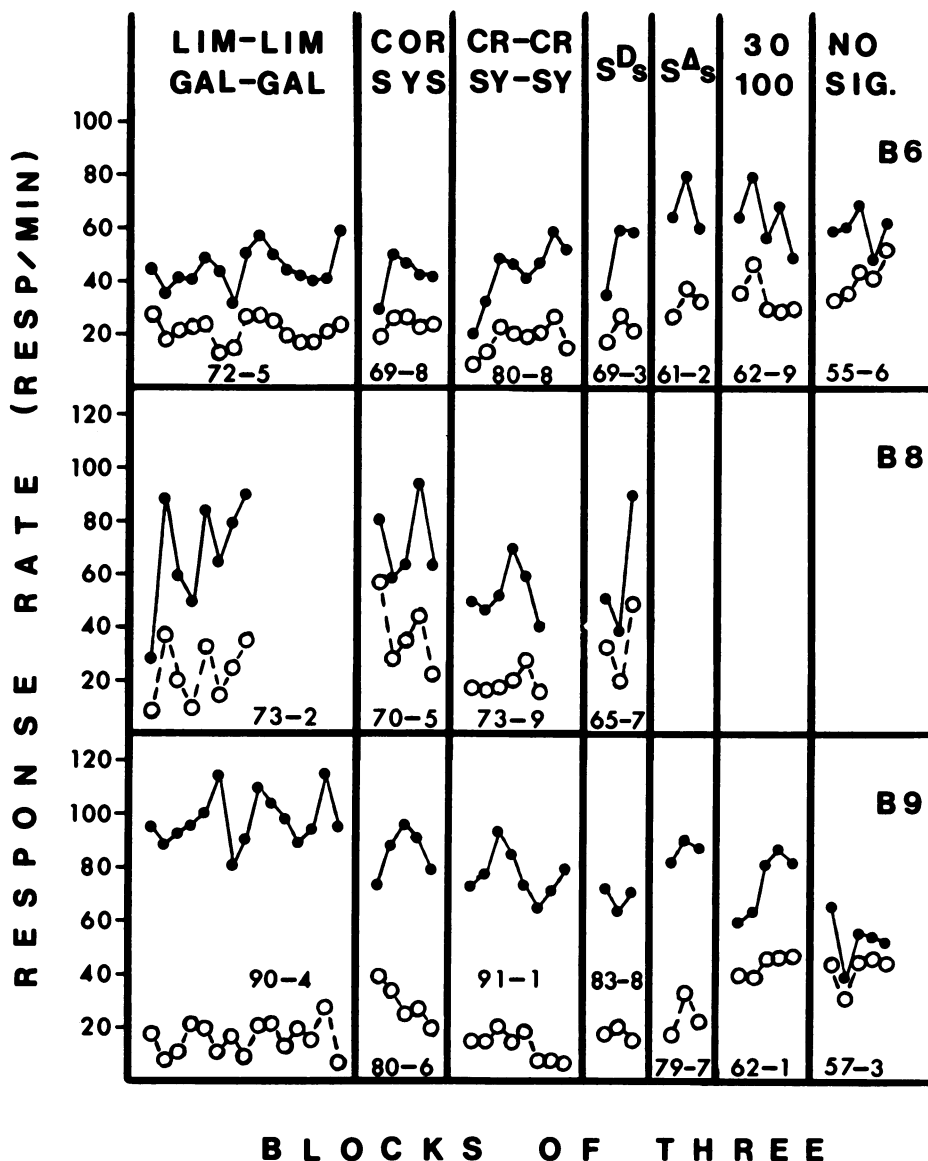 LIM-LIM COR CR-CR S^D_s S^Δ_s 30 NO
GAL-GAL SYS SY-SY 100 SIG.
RESPONSE RATE (RESP/MIN)
B6
100
80
60
40
20
72-5 69-8 80-8 69-3 61-2 62-9 55-6
B8
120
100
80
60
40
20
73-2 70-5 73-9 65-7
B9
120
100
80
60
40
20
90-4 91-1 83-8
80-6 79-7 62-1 57-3
BLOCKS OF THREE